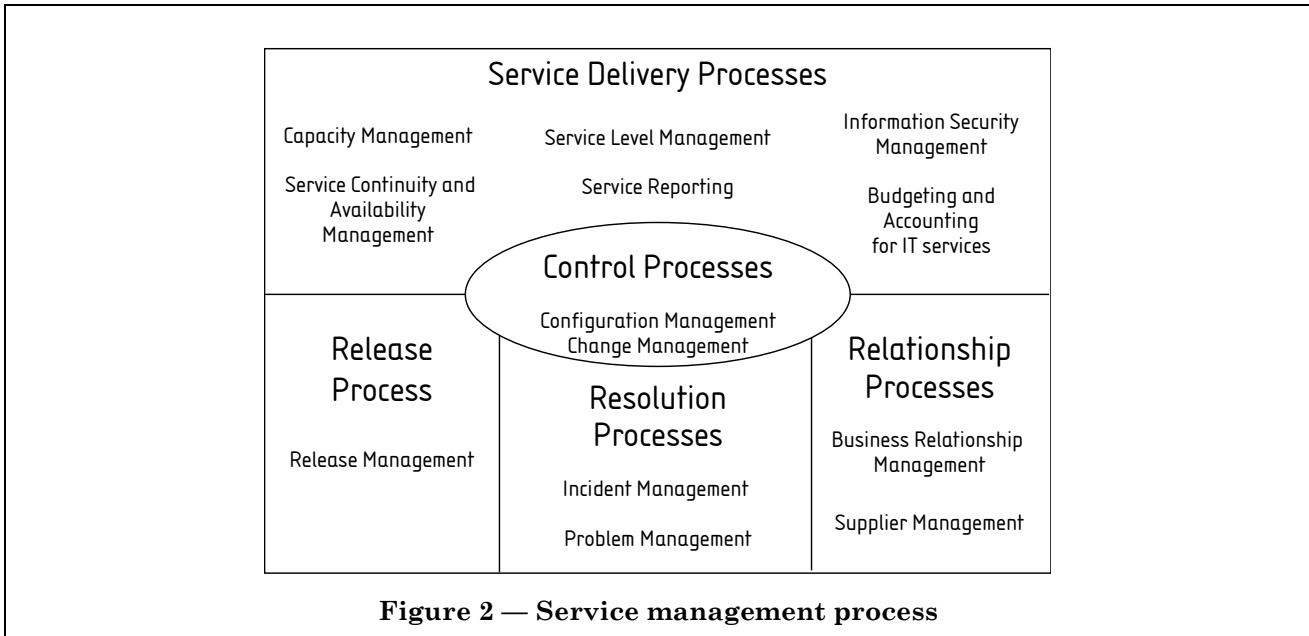 Service Delivery Processes
Capacity Management
Service Continuity and
Availability
Management
Service Level Management
Service Reporting
Information Security
Management
Budgeting and
Accounting
for IT services
Control Processes
Configuration Management
Change Management
Release
Process
Release Management
Resolution
Processes
Incident Management
Problem Management
Relationship
Processes
Business Relationship
Management
Supplier Management
Figure 2 — Service management process